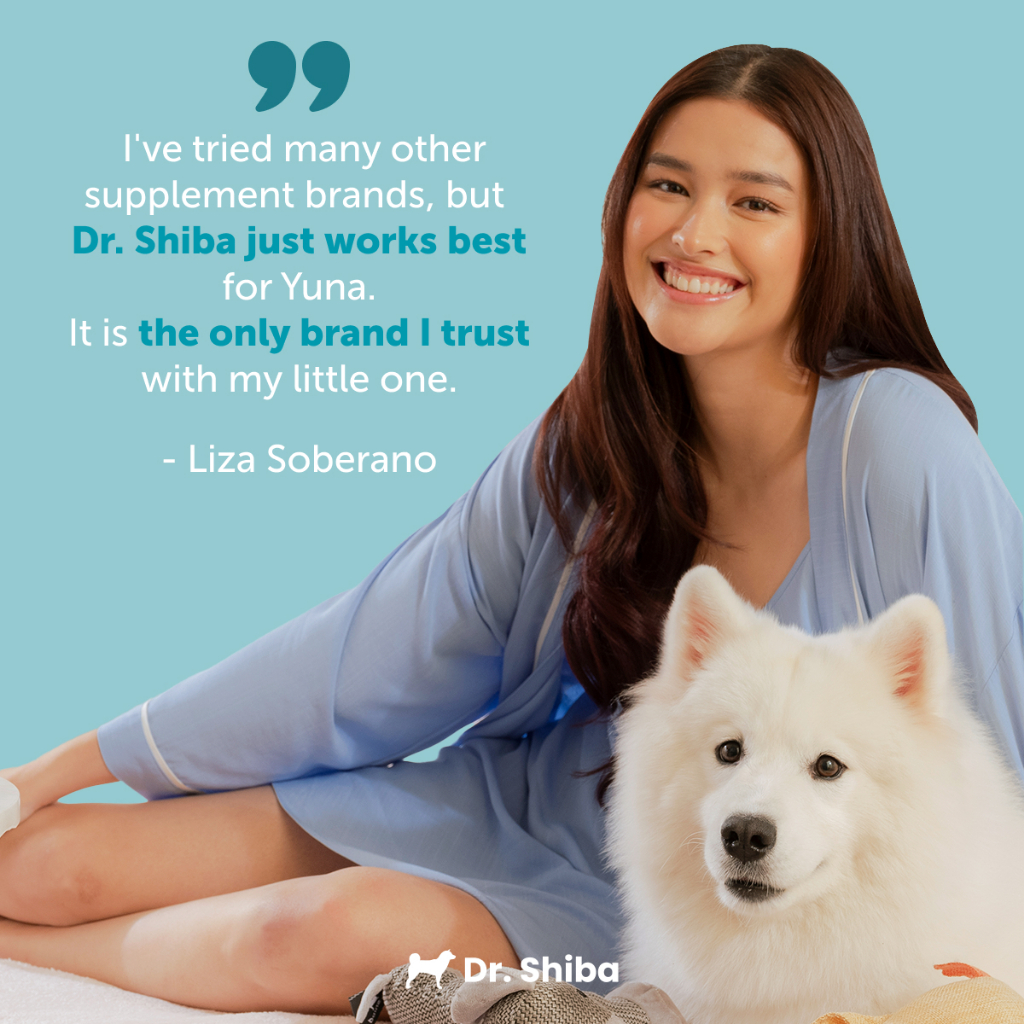 I've tried many other
supplement brands, but
Dr. Shiba just works best
for Yuna.
It is the only brand I trust
with my little one.
- Liza Soberano
Dr. Shiba